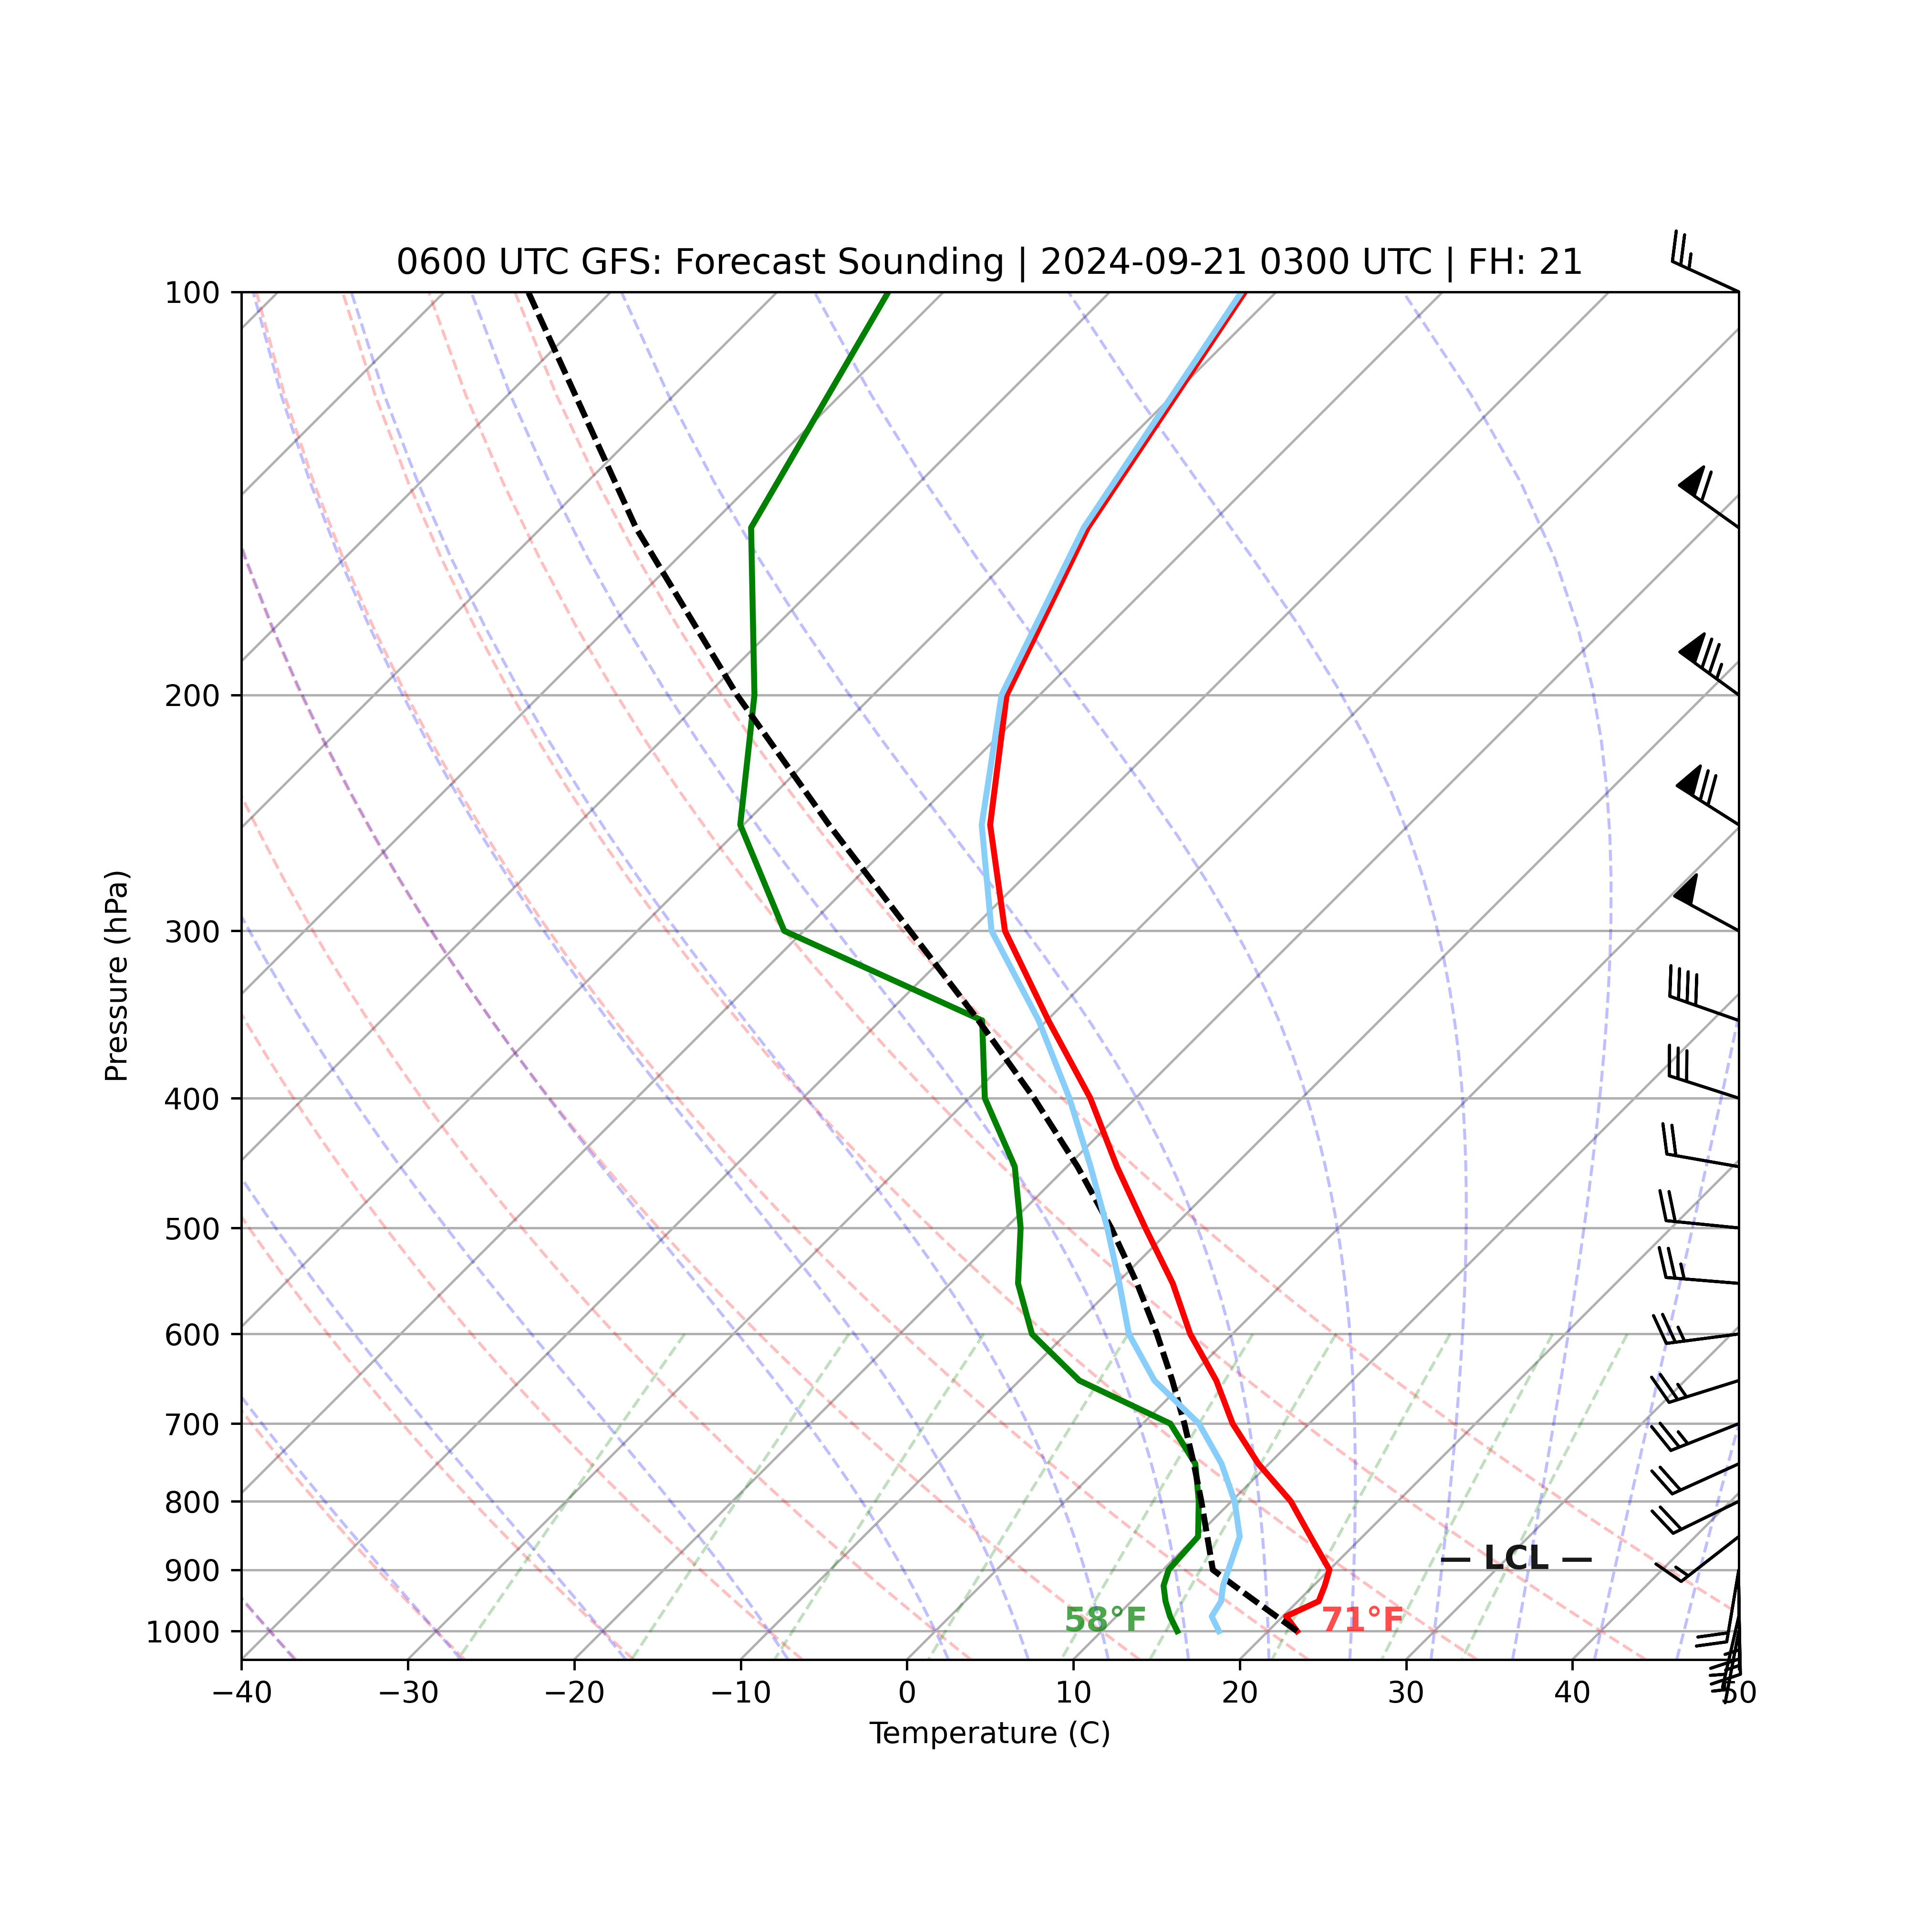 0600 UTC GFS: Forecast Sounding | 2024-09-21 0300 UTC | FH: 21
100
200
300
400
500
600
700
800
900
1000
Pressure (hPa)
— LCL —
58°F
71°F
−40 −30 −20 −10 0 10 20 30 40 50
Temperature (C)